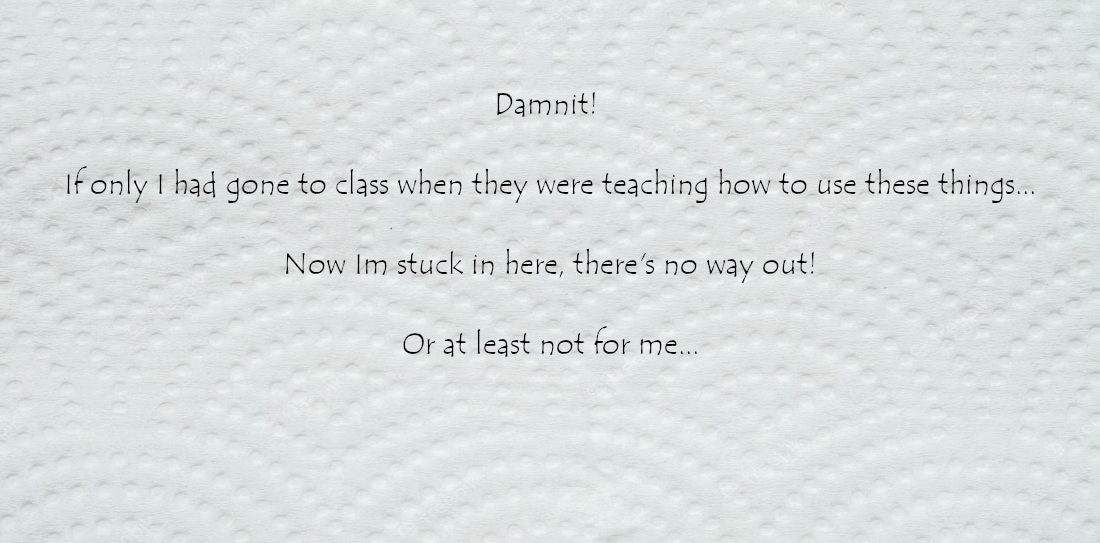 Damnit!
If only I had gone to class when they were teaching how to use these things...
Now Im stuck in here, there's no way out!
Or at least not for me...